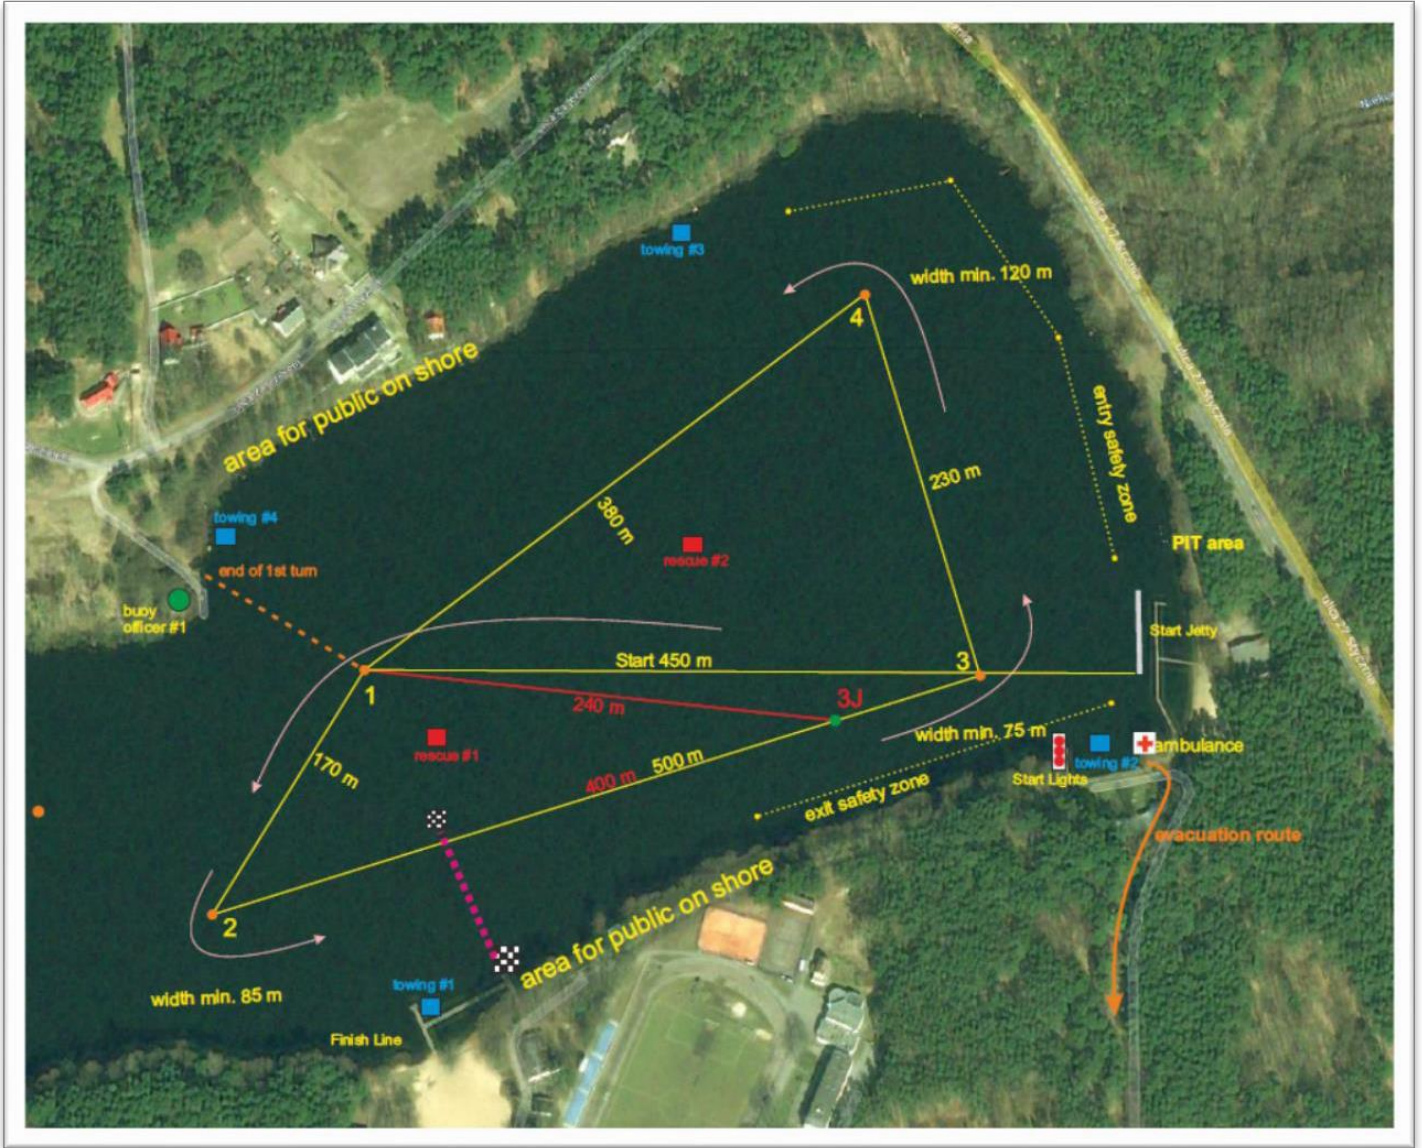 towing #3
width min. 120 m
4
area for public on shore
entry safety zone
230 m
380 m
towing #4
PIT area
rescue #2
end of 1st turn
buoy
officer #1
Start Jetty
Start 450 m
3
1
3J
240 m
width min. 75 m
ambulance
rescue #1
500 m
towing #2
170 m
400 m
Start Lights
exit safety zone
evacuation route
2
area for public on shore
towing #1
width min. 85 m
Finish Line